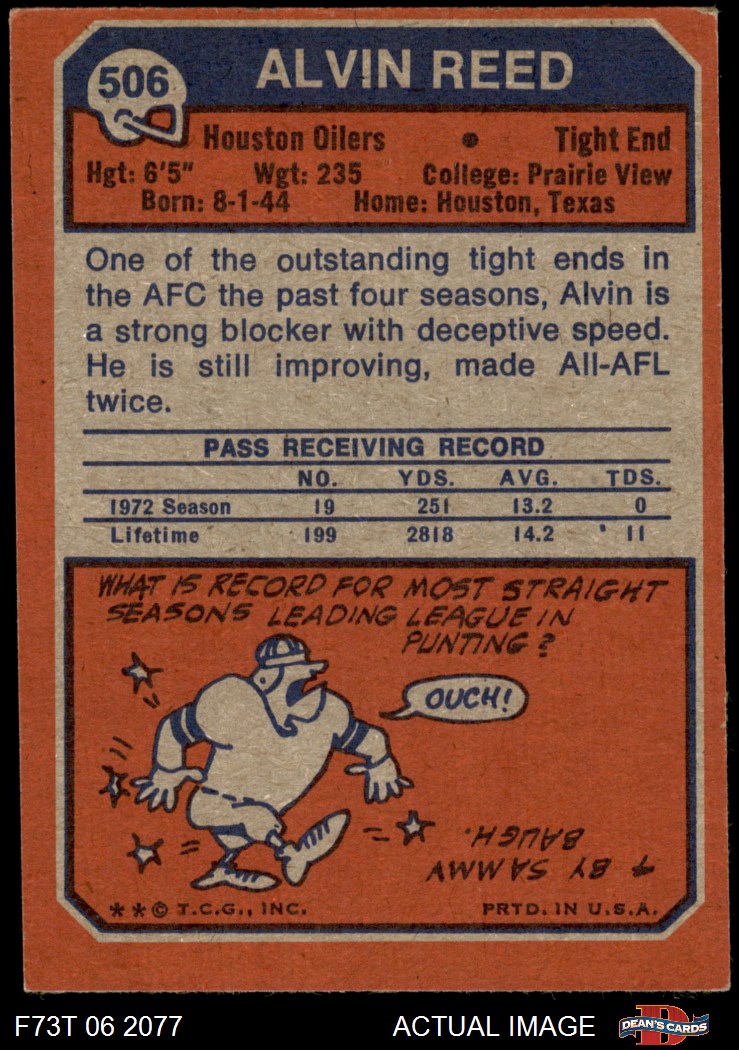 506
ALVIN REED
Houston Oilers • Tight End
Hgt: 6'5" Wgt: 235 College: Prairie View
Born: 8-1-44 Home: Houston, Texas
One of the outstanding tight ends in
the AFC the past four seasons, Alvin is
a strong blocker with deceptive speed.
He is still improving, made All-AFL
twice.
PASS RECEIVING RECORD
NO. YDS. AVG. TDS.
1972 Season 19 251 13.2 0
Lifetime 199 2818 14.2 11
WHAT IS RECORD FOR MOST STRAIGHT
SEASONS LEADING LEAGUE IN
PUNTING?
OUCH!
4 BY SAMMY
BAUGH.
**© T.C.G., INC. PRTD. IN U.S.A.
F73T 06 2077 ACTUAL IMAGE
D
DEAN'S CARDS